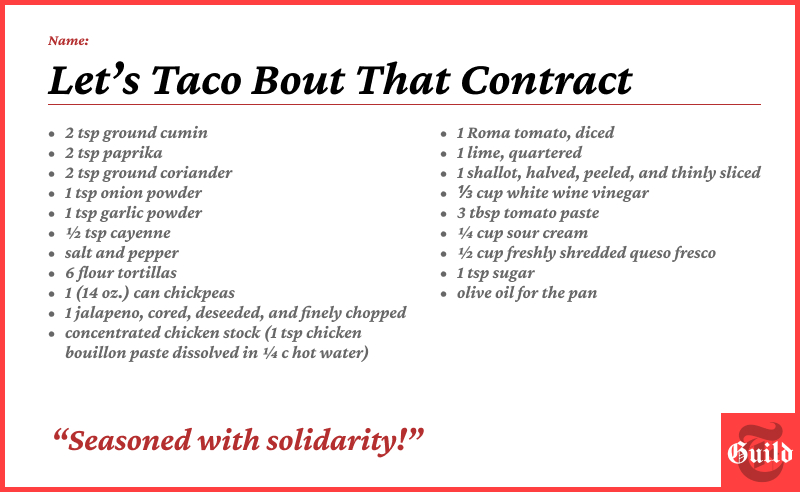 Name:
Let’s Taco Bout That Contract
• 2 tsp ground cumin
• 2 tsp paprika
• 2 tsp ground coriander
• 1 tsp onion powder
• 1 tsp garlic powder
• ½ tsp cayenne
• salt and pepper
• 6 flour tortillas
• 1 (14 oz.) can chickpeas
• 1 jalapeno, cored, deseeded, and finely chopped
• concentrated chicken stock (1 tsp chicken
bouillon paste dissolved in ¼ c hot water)
• 1 Roma tomato, diced
• 1 lime, quartered
• 1 shallot, halved, peeled, and thinly sliced
• ⅓ cup white wine vinegar
• 3 tbsp tomato paste
• ¼ cup sour cream
• ½ cup freshly shredded queso fresco
• 1 tsp sugar
• olive oil for the pan
“Seasoned with solidarity!”
T
Guild